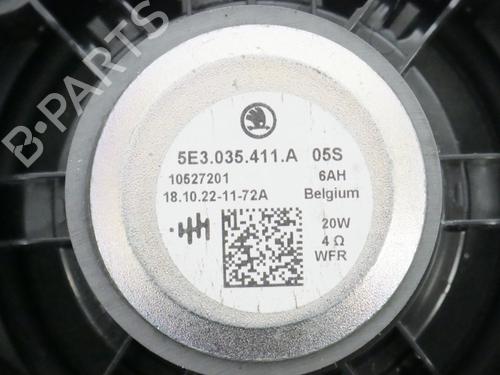 B-PARTS
5E3.035.411.A 05S
10527201 6AH
18.10.22-11-72A Belgium
20W
4 Ω
WFR